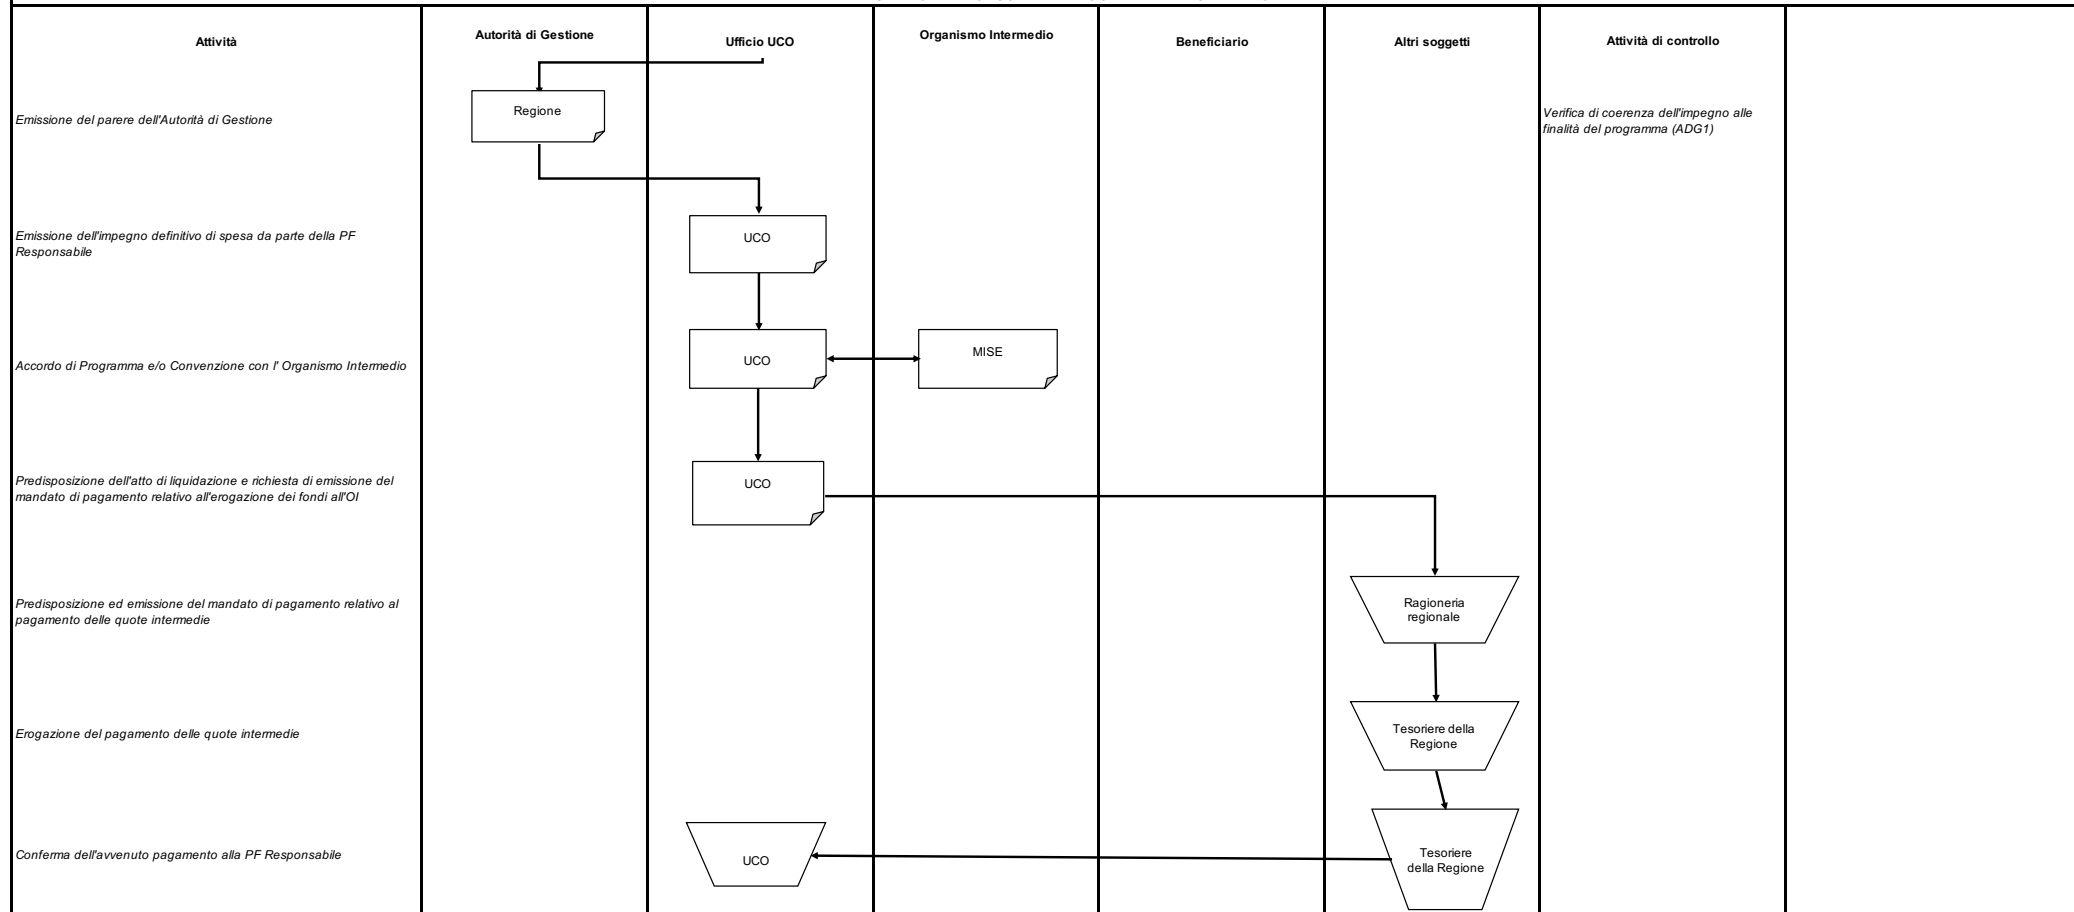 Attività
Autorità di Gestione
Ufficio UCO
Organismo Intermedio
Beneficiario
Altri soggetti
Attività di controllo
Emissione del parere dell'Autorità di Gestione
Regione
Verifica di coerenza dell'impegno alle
finalità del programma (ADG1)
Emissione dell'impegno definitivo di spesa da parte della PF
Responsabile
UCO
Accordo di Programma e/o Convenzione con l' Organismo Intermedio
UCO
MISE
Predisposizione dell'atto di liquidazione e richiesta di emissione del
mandato di pagamento relativo all'erogazione dei fondi all'OI
UCO
Predisposizione ed emissione del mandato di pagamento relativo al
pagamento delle quote intermedie
Ragioneria
regionale
Erogazione del pagamento delle quote intermedie
Tesoriere della
Regione
Conferma dell'avvenuto pagamento alla PF Responsabile
UCO
Tesoriere
della Regione